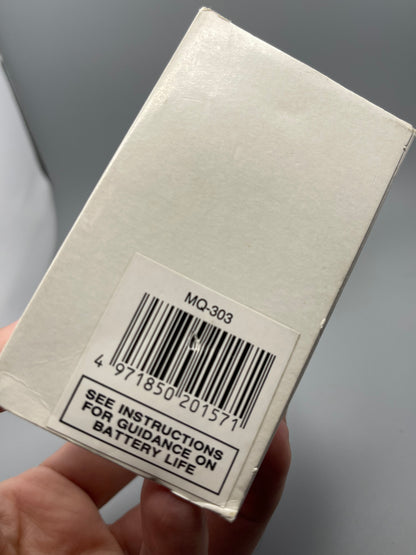 MQ-303
4 971850 201571
SEE INSTRUCTIONS
FOR GUIDANCE ON
BATTERY LIFE